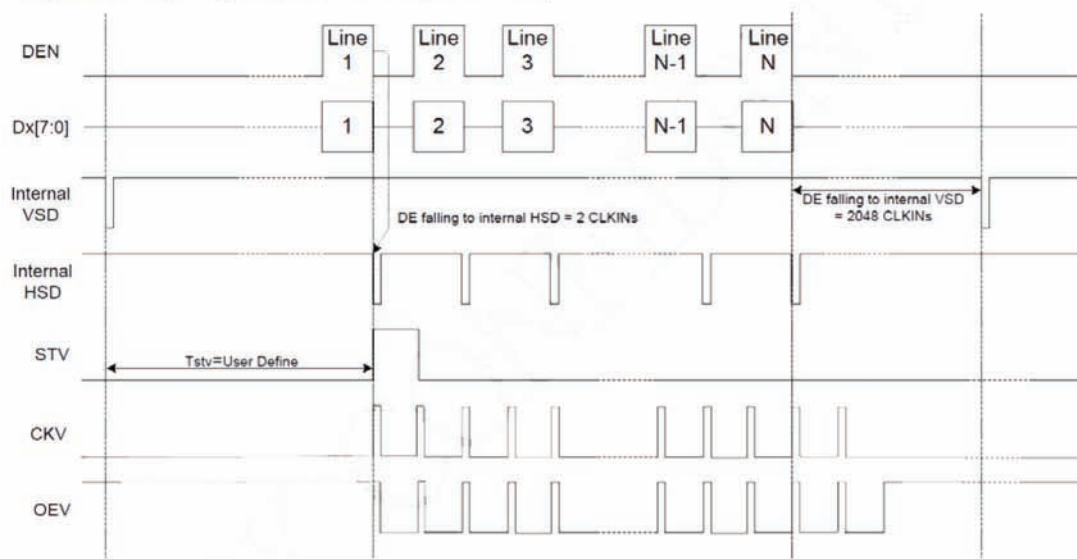 DEN
Line
1
Line
2
Line
3
Line
N-1
Line
N
Dx[7:0]
1
2
3
N-1
N
Internal
VSD
DE falling to internal VSD
= 2048 CLKINs
DE falling to internal HSD = 2 CLKINs
Internal
HSD
STV
Tstv=User Define
CKV
OEV